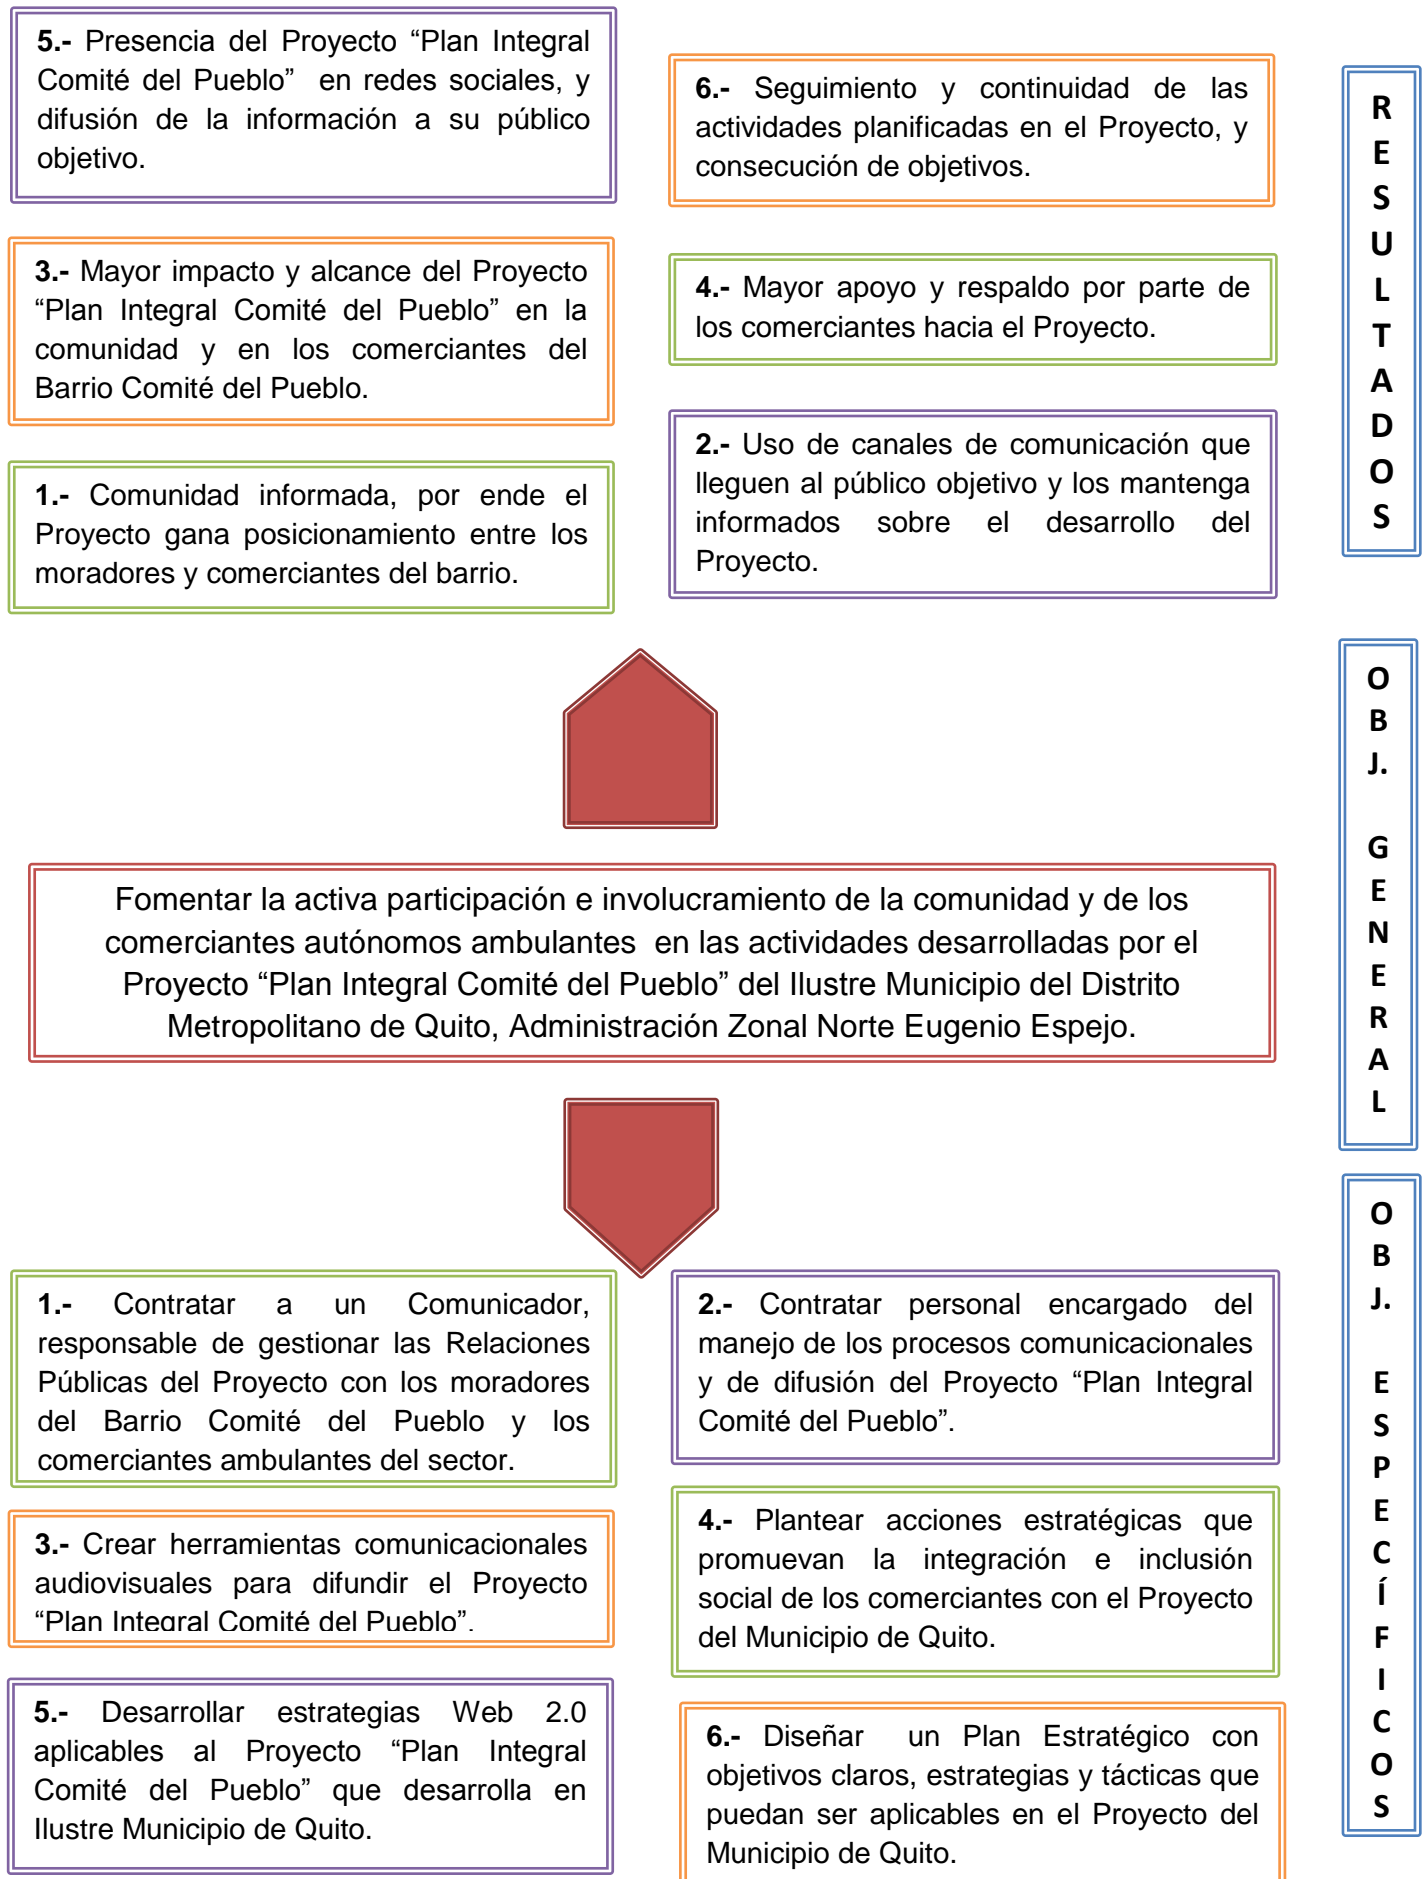 5.- Presencia del Proyecto “Plan Integral
Comité del Pueblo”  en redes sociales, y
difusión de la información a su público
objetivo.
6.- Seguimiento y continuidad de las
actividades planificadas en el Proyecto, y
consecución de objetivos.
3.- Mayor impacto y alcance del Proyecto
“Plan Integral Comité del Pueblo” en la
comunidad y en los comerciantes del
Barrio Comité del Pueblo.
4.- Mayor apoyo y respaldo por parte de
los comerciantes hacia el Proyecto.
1.- Comunidad informada, por ende el
Proyecto gana posicionamiento entre los
moradores y comerciantes del barrio.
2.- Uso de canales de comunicación que
lleguen al público objetivo y los mantenga
informados sobre el desarrollo del
Proyecto.
R
E
S
U
L
T
A
D
O
S
Fomentar la activa participación e involucramiento de la comunidad y de los
comerciantes autónomos ambulantes  en las actividades desarrolladas por el
Proyecto “Plan Integral Comité del Pueblo” del Ilustre Municipio del Distrito
Metropolitano de Quito, Administración Zonal Norte Eugenio Espejo.
O
B
J.
G
E
N
E
R
A
L
1.- Contratar a un Comunicador,
responsable de gestionar las Relaciones
Públicas del Proyecto con los moradores
del Barrio Comité del Pueblo y los
comerciantes ambulantes del sector.
2.- Contratar personal encargado del
manejo de los procesos comunicacionales
y de difusión del Proyecto “Plan Integral
Comité del Pueblo”.
3.- Crear herramientas comunicacionales
audiovisuales para difundir el Proyecto
“Plan Integral Comité del Pueblo”.
4.- Plantear acciones estratégicas que
promuevan la integración e inclusión
social de los comerciantes con el Proyecto
del Municipio de Quito.
5.- Desarrollar estrategias Web 2.0
aplicables al Proyecto “Plan Integral
Comité del Pueblo” que desarrolla en
Ilustre Municipio de Quito.
6.- Diseñar  un Plan Estratégico con
objetivos claros, estrategias y tácticas que
puedan ser aplicables en el Proyecto del
Municipio de Quito.
O
B
J.
E
S
P
E
C
Í
F
I
C
O
S